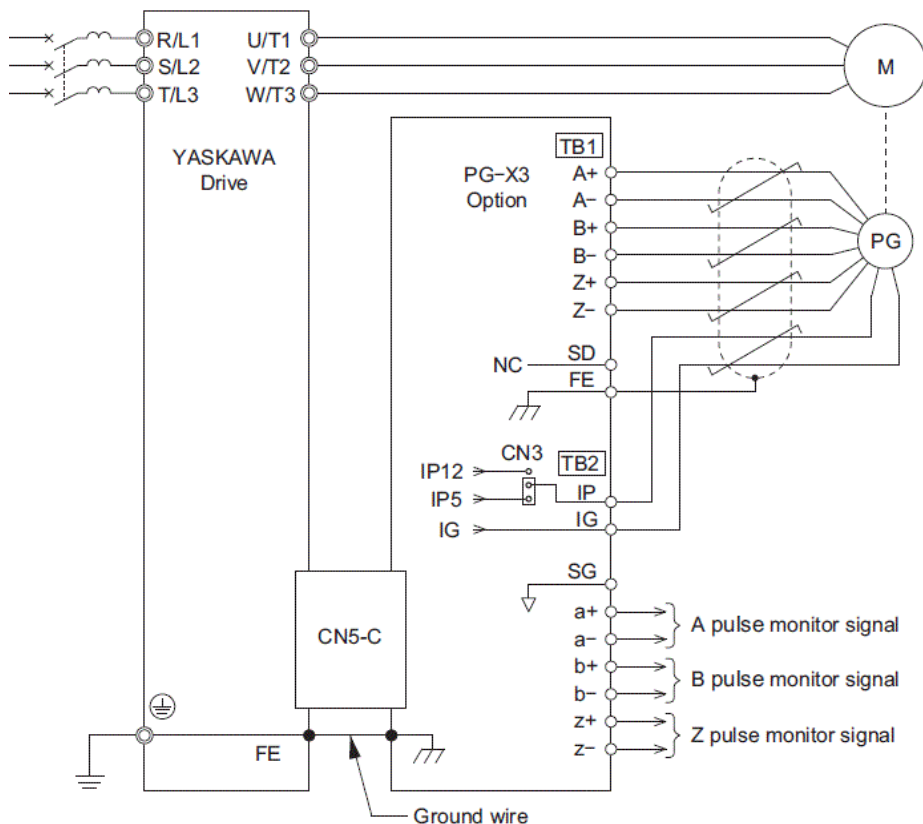 R/L1 U/T1
S/L2 V/T2
T/L3 W/T3
M
YASKAWA
Drive
TB1
PG-X3
Option
A+
A−
B+
B−
Z+
Z−
PG
NC SD
FE
CN3
TB2
IP12
IP5
IP
IG IG
SG
CN5-C
a+
a−
A pulse monitor signal
b+
b−
B pulse monitor signal
z+
z−
Z pulse monitor signal
FE
Ground wire